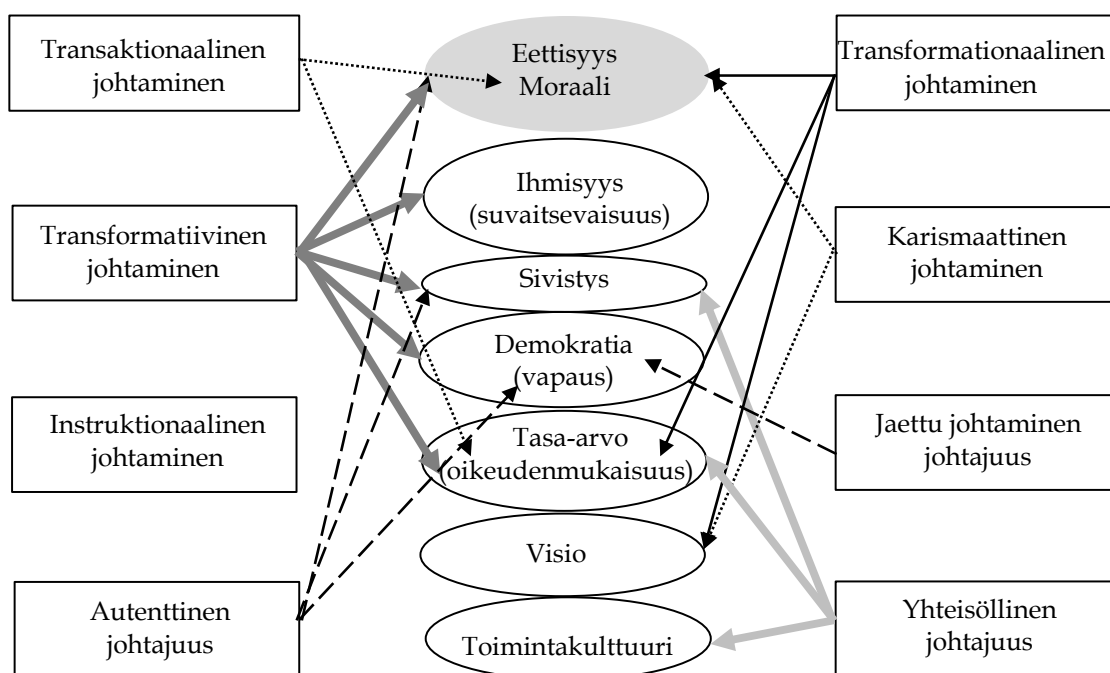 Transaktionaalinen
johtaminen
Transformatiivinen
johtaminen
Instruktionaalinen
johtaminen
Autenttinen
johtajuus
Eettisyys
Moraali
Ihmisyys
(suvaitsevaisuus)
Sivistys
Demokratia
(vapaus)
Tasa-arvo
(oikeudenmukaisuus)
Visio
Toimintakulttuuri
Transformationaalinen
johtaminen
Karismaattinen
johtaminen
Jaettu johtaminen
johtajuus
Yhteisöllinen
johtajuus